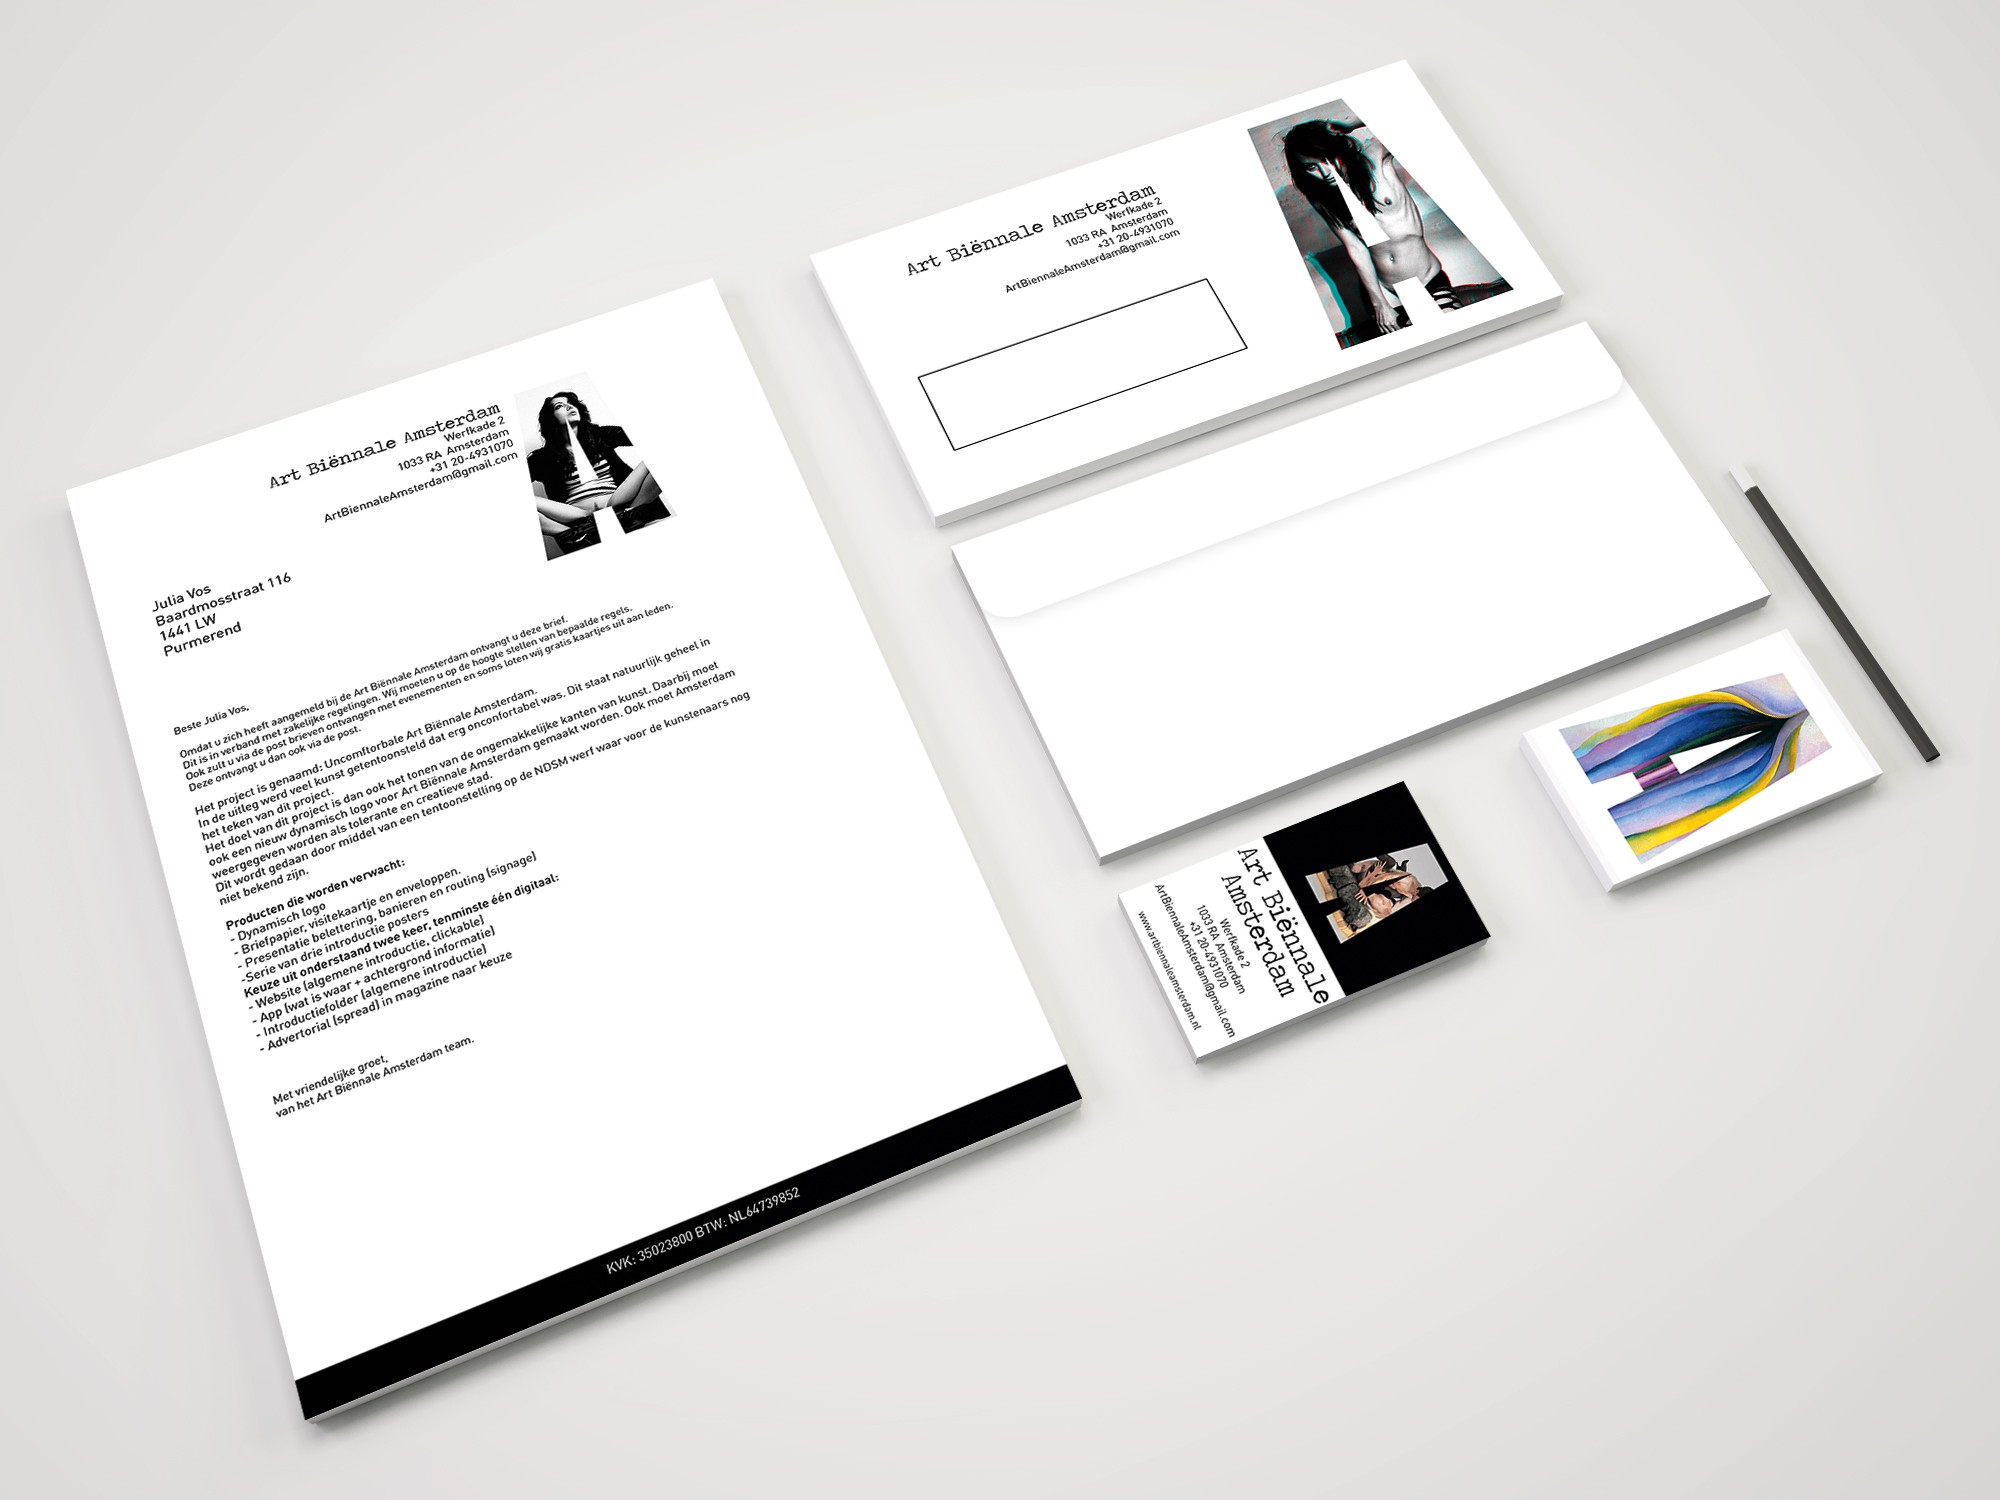 Art Biënnale Amsterdam
Werfkade 2
1033 RA Amsterdam
+31 20-4931070
ArtBiennaleAmsterdam@gmail.com
Julia Vos
Baardmosstraat 116
1441 LW
Purmerend
Beste Julia Vos,
Omdat u zich heeft aangemeld bij de Art Biënnale Amsterdam ontvangt u deze brief.
Dit is in verband met zakelijke regelingen. Wij moeten u op de hoogte stellen van bepaalde regels.
Ook zult u via de post brieven ontvangen met evenementen en soms loten wij gratis kaartjes uit aan leden.
Deze ontvangt u dan ook via de post.
Het project is genaamd: Uncomftorbale Art Biënnale Amsterdam.
In de uitleg werd veel kunst getentoonsteld dat erg onconfortabel was. Dit staat natuurlijk geheel in
het teken van dit project.
Het doel van dit project is dan ook het tonen van de ongemakkelijke kanten van kunst. Daarbij moet
ook een nieuw dynamisch logo voor Art Biënnale Amsterdam gemaakt worden. Ook moet Amsterdam
weergegeven worden als tolerante en creatieve stad.
Dit wordt gedaan door middel van een tentoonstelling op de NDSM werf waar voor de kunstenaars nog
niet bekend zijn.
Producten die worden verwacht:
- Dynamisch logo
- Briefpapier, visitekaartje en enveloppen.
- Presentatie belettering, banieren en routing (signage)
-Serie van drie introductie posters
Keuze uit onderstaand twee keer, tenminste één digitaal:
- Website (algemene introductie, clickable)
- App (wat is waar + achtergrond informatie)
- Introductiefolder (algemene introductie)
- Advertorial (spread) in magazine naar keuze
Met vriendelijke groet,
van het Art Biënnale Amsterdam team.
KVK: 35023800 BTW: NL64739852
Art Biënnale Amsterdam
Werfkade 2
1033 RA Amsterdam
+31 20-4931070
ArtBiennaleAmsterdam@gmail.com
Art Biënnale
Amsterdam
Werfkade 2
1033 RA Amsterdam
+31 20-4931070
ArtBiennaleAmsterdam@gmail.com
www.artbiennaleamsterdam.nl